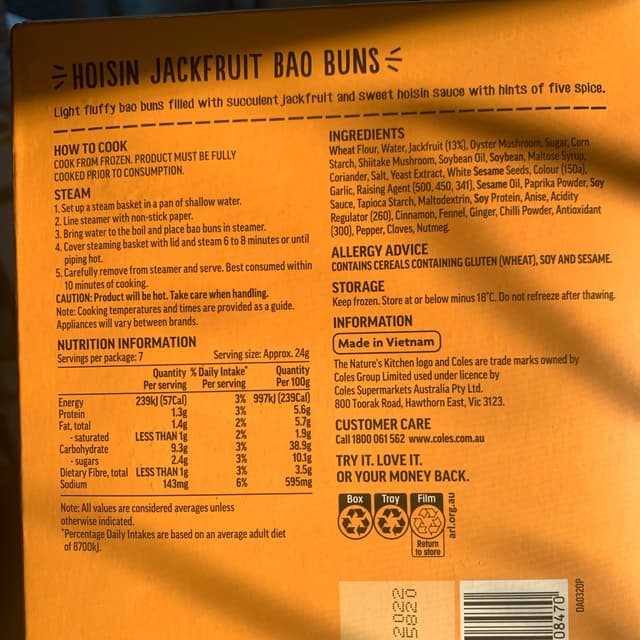 HOISIN JACKFRUIT BAO BUNS
Light fluffy bao buns filled with succulent jackfruit and sweet hoisin sauce with hints of five spice.
HOW TO COOK
COOK FROM FROZEN. PRODUCT MUST BE FULLY
COOKED PRIOR TO CONSUMPTION.
STEAM
1. Set up a steam basket in a pan of shallow water.
2. Line steamer with non-stick paper.
3. Bring water to the boil and place bao buns in steamer.
4. Cover steaming basket with lid and steam 6 to 8 minutes or until
piping hot.
5. Carefully remove from steamer and serve. Best consumed within
10 minutes of cooking.
CAUTION: Product will be hot. Take care when handling.
Note: Cooking temperatures and times are provided as a guide.
Appliances will vary between brands.
NUTRITION INFORMATION
Servings per package: 7 Serving size: Approx. 24g
Quantity % Daily Intake* Quantity
Per serving Per serving Per 100g
Energy 239kJ (57Cal) 3% 997kJ (239Cal)
Protein 1.3g 3% 5.6g
Fat, total 1.4g 2% 5.7g
- saturated LESS THAN 1g 2% 1.9g
Carbohydrate 9.3g 3% 38.9g
- sugars 2.4g 3% 10.1g
Dietary Fibre, total LESS THAN 1g 3% 3.5g
Sodium 143mg 6% 595mg
Note: All values are considered averages unless
otherwise indicated.
*Percentage Daily Intakes are based on an average adult diet
of 8700kJ.
INGREDIENTS
Wheat Flour, Water, Jackfruit (13%), Oyster Mushroom, Sugar, Corn
Starch, Shiitake Mushroom, Soybean Oil, Soybean, Maltose Syrup,
Coriander, Salt, Yeast Extract, White Sesame Seeds, Colour (150a),
Garlic, Raising Agent (500, 450, 341), Sesame Oil, Paprika Powder, Soy
Sauce, Tapioca Starch, Maltodextrin, Soy Protein, Anise, Acidity
Regulator (260), Cinnamon, Fennel, Ginger, Chilli Powder, Antioxidant
(300), Pepper, Cloves, Nutmeg.
ALLERGY ADVICE
CONTAINS CEREALS CONTAINING GLUTEN (WHEAT), SOY AND SESAME.
STORAGE
Keep frozen. Store at or below minus 18°C. Do not refreeze after thawing.
INFORMATION
Made in Vietnam
The Nature's Kitchen logo and Coles are trade marks owned by
Coles Group Limited used under licence by
Coles Supermarkets Australia Pty Ltd.
800 Toorak Road, Hawthorn East, Vic 3123.
CUSTOMER CARE
Call 1800 061 562 www.coles.com.au
TRY IT. LOVE IT.
OR YOUR MONEY BACK.
Box Tray Film
Return
to store
arl.org.au
2022
5820
08470
DA0320P